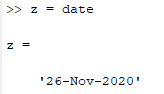 >> z = date
z =
'26-Nov-2020'